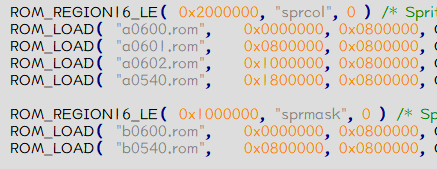 ROM_REGION16_LE( 0x2000000, "sprcol", 0 ) /* Sprit
ROM_LOAD( "a0600.rom", 0x0000000, 0x0800000, C
ROM_LOAD( "a0601.rom", 0x0800000, 0x0800000, C
ROM_LOAD( "a0602.rom", 0x1000000, 0x0800000, C
ROM_LOAD( "a0540.rom", 0x1800000, 0x0800000, C
ROM_REGION16_LE( 0x1000000, "sprmask", 0 ) /* Sp
ROM_LOAD( "b0600.rom", 0x0000000, 0x0800000, C
ROM_LOAD( "b0540.rom", 0x0800000, 0x0800000, C